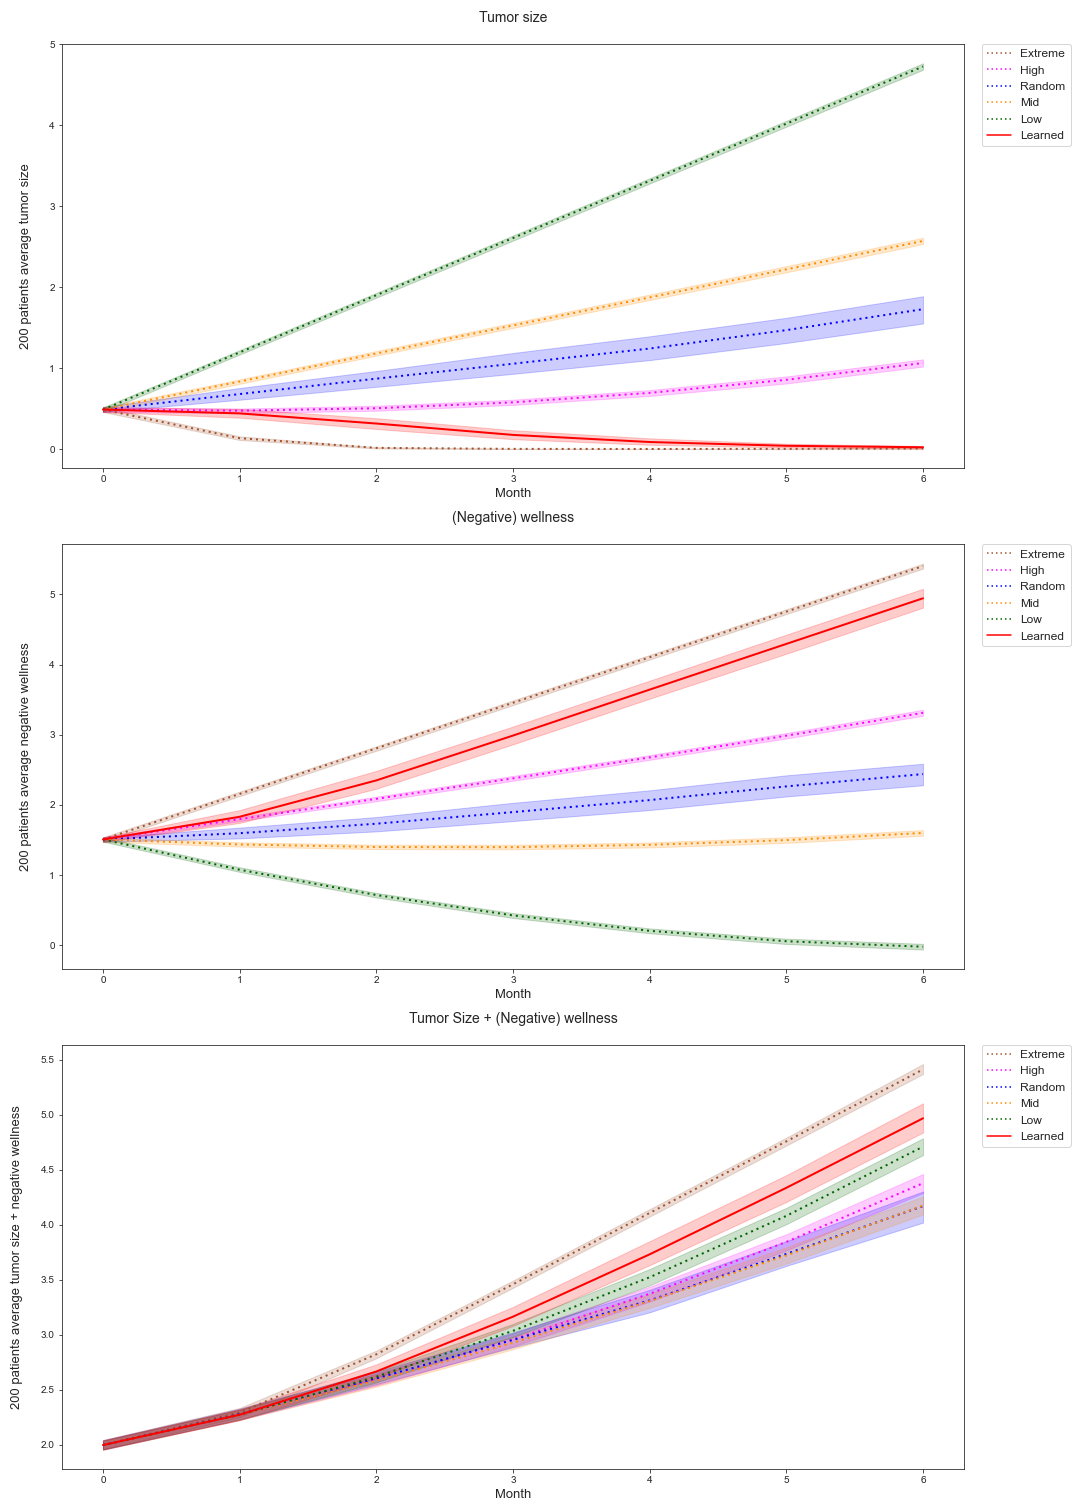 Tumor size
5
4
3
2
1
0
200 patients average tumor size
0 1 2 3 4 5 6
Month
Extreme
High
Random
Mid
Low
Learned
(Negative) wellness
5
4
3
2
1
0
200 patients average negative wellness
0 1 2 3 4 5 6
Month
Extreme
High
Random
Mid
Low
Learned
Tumor Size + (Negative) wellness
5.5
5.0
4.5
4.0
3.5
3.0
2.5
2.0
200 patients average tumor size + negative wellness
0 1 2 3 4 5 6
Month
Extreme
High
Random
Mid
Low
Learned